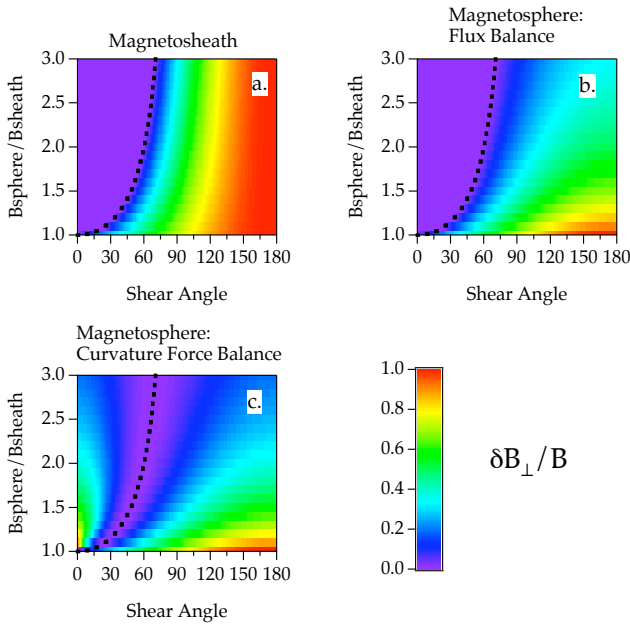 Magnetosheath
a.
3.0
2.5
2.0
1.5
1.0
Bsphere/Bsheath
0 30 60 90 120 150 180
Shear Angle
Magnetosphere:
Flux Balance
b.
3.0
2.5
2.0
1.5
1.0
Bsphere/Bsheath
0 30 60 90 120 150 180
Shear Angle
Magnetosphere:
Curvature Force Balance
c.
3.0
2.5
2.0
1.5
1.0
Bsphere/Bsheath
0 30 60 90 120 150 180
Shear Angle
1.0
0.8
0.6
0.4
0.2
0.0
δB⊥/B